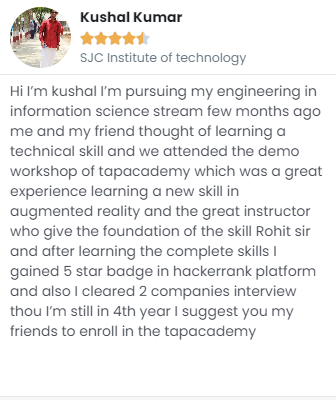 Kushal Kumar
SJC Institute of technology
Hi I’m kushal I’m pursuing my engineering in
information science stream few months ago
me and my friend thought of learning a
technical skill and we attended the demo
workshop of tapacademy which was a great
experience learning a new skill in
augmented reality and the great instructor
who give the foundation of the skill Rohit sir
and after learning the complete skills I
gained 5 star badge in hackerrank platform
and also I cleared 2 companies interview
thou I’m still in 4th year I suggest you my
friends to enroll in the tapacademy